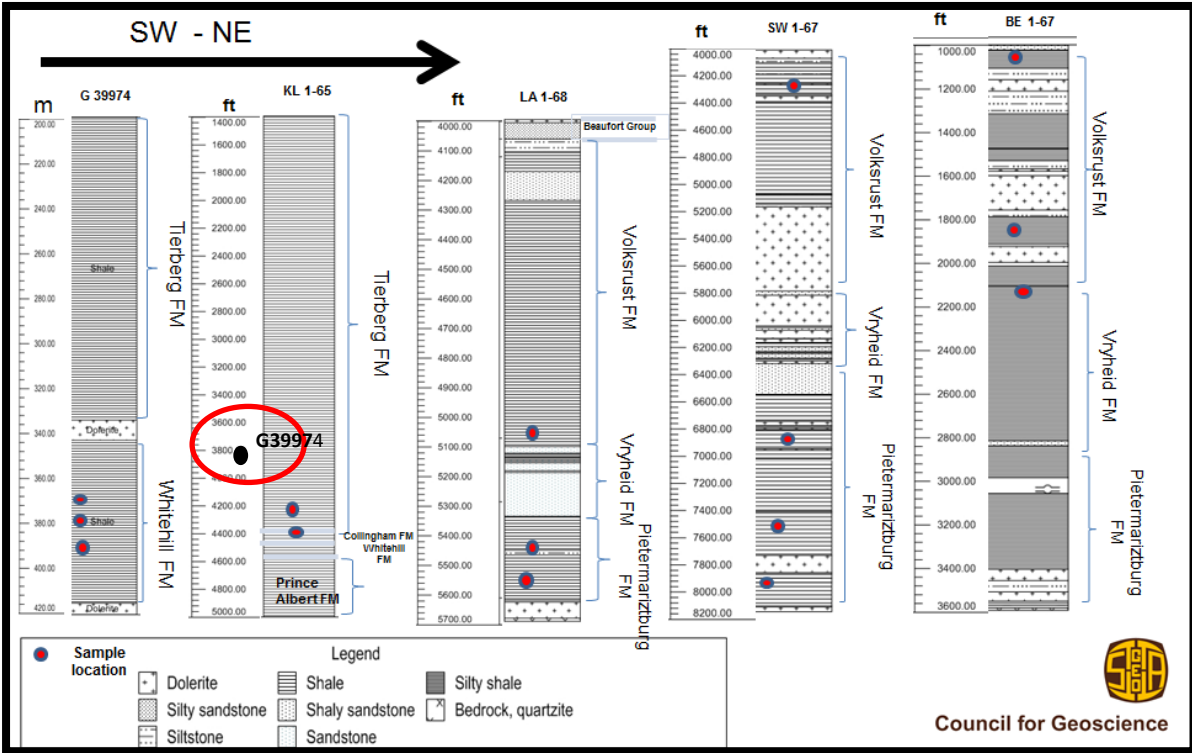 SW - NE
m
G 39974
200.00
220.00
240.00
260.00
280.00
300.00
330.00
340.00
360.00
380.00
400.00
420.00
Shale
Dolerite
Shale
Dolerite
Tierberg FM
Whitehill FM
ft
KL 1-65
1400.00
1600.00
1800.00
2000.00
2200.00
2400.00
2600.00
2800.00
3000.00
3200.00
3400.00
3600.00
3800
000.00
4200.00
4400.00
4600.00
4800.00
5000.00
G39974
Tierberg FM
Collingham FM
Whitehill
FM
Prince
Albert FM
ft
LA 1-68
4000.00
4100.00
4200.00
4300.00
4400.00
4500.00
4600.00
4700.00
4800.00
4900.00
5000.00
5100.00
5200.00
5300.00
5400.00
5500.00
5600.00
5700.00
Beaufort Group
Volksrust FM
Vryheid FM
Pietermariztburg
FM
ft
SW 1-67
4000.00
4200.00
4400.00
4600.00
4800.00
5000.00
5200.00
5400.00
5600.00
5800.00
6000.00
6200.00
6400.00
6600.00
6800.00
7000.00
7200.00
7400.00
7600.00
7800.00
8000.00
8200.00
Volksrust FM
Vryheid FM
Pietermariztburg
FM
ft
BE 1-67
1000.00
1200.00
1400.00
1600.00
1800.00
2000.00
2200.00
2400.00
2600.00
2800.00
3000.00
3200.00
3400.00
3600.00
Volksrust FM
Vryheid FM
Pietermariztburg
FM
Sample
location
Legend
Dolerite
Shale
Silty shale
Silty sandstone
Shaly sandstone
Bedrock, quartzite
Siltstone
Sandstone
Council for Geoscience